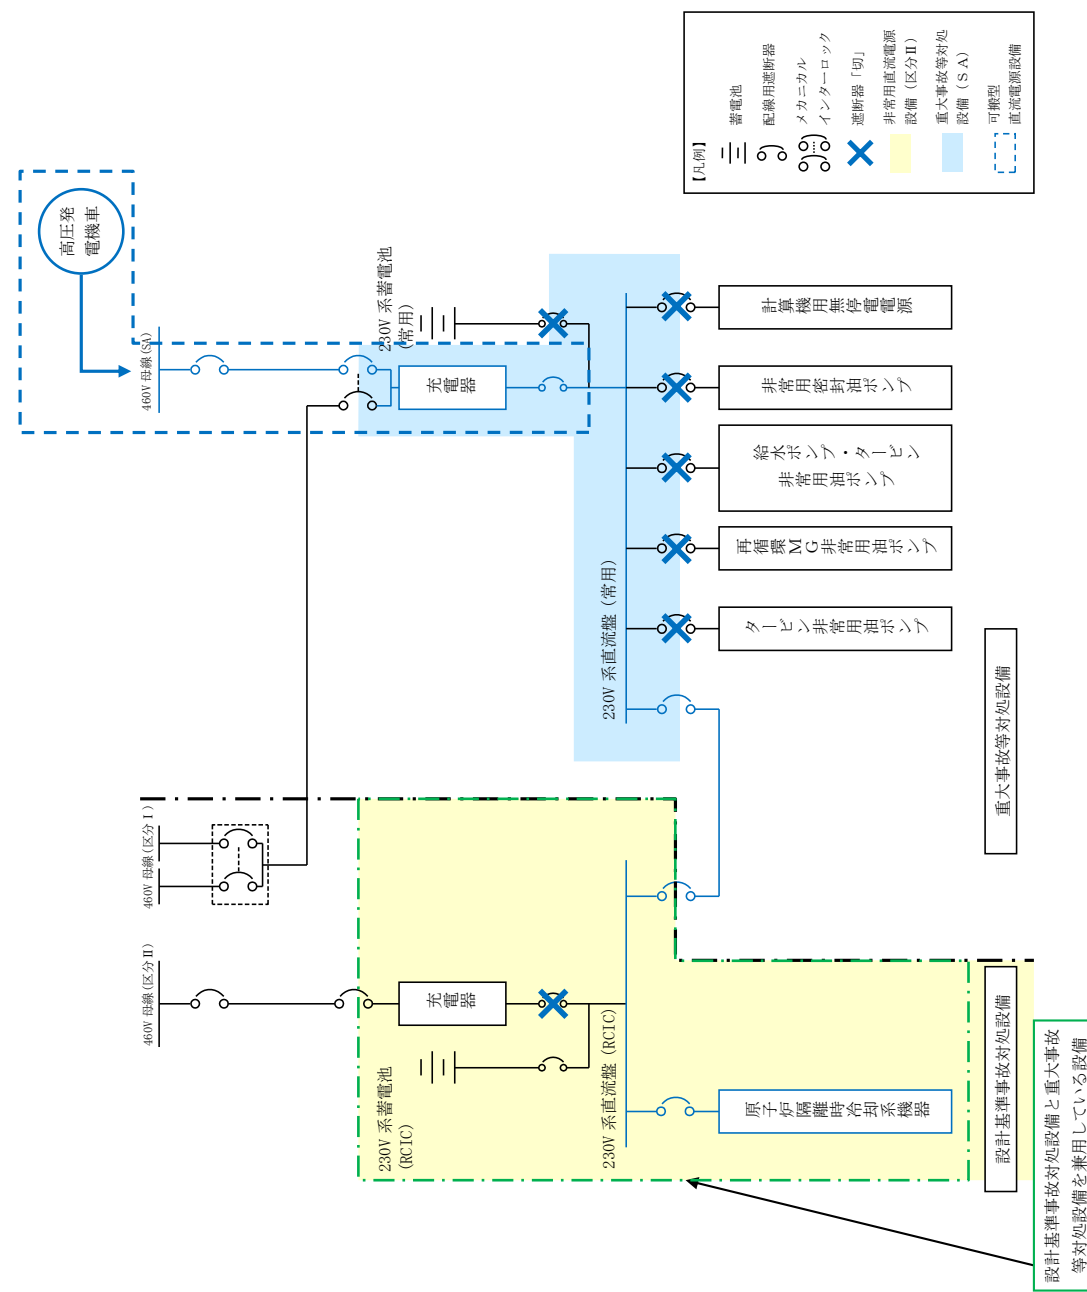 設計基準事故対処設備と重大事故
等対処設備を兼用している設備
460V 母線(区分Ⅱ)
460V 母線(区分Ⅰ)
460V 母線(SA)
高圧発
電機車
230V 系蓄電池
(RCIC)
充電器
230V 系直流盤 (RCIC)
原子炉隔離時冷却系機器
設計基準事故対処設備
230V 系蓄電池
(常用)
充電器
230V 系直流盤 (常用)
タービン非常用油ポンプ
再循環MG非常用油ポンプ
給水ポンプ・タービン
非常用油ポンプ
非常用密封油ポンプ
計算機用無停電電源
重大事故等対処設備
【凡例】
蓄電池
配線用遮断器
メカニカル
インターロック
遮断器「切」
非常用直流電源
設備（区分Ⅱ）
重大事故等対処
設備（ＳＡ）
可搬型
直流電源設備